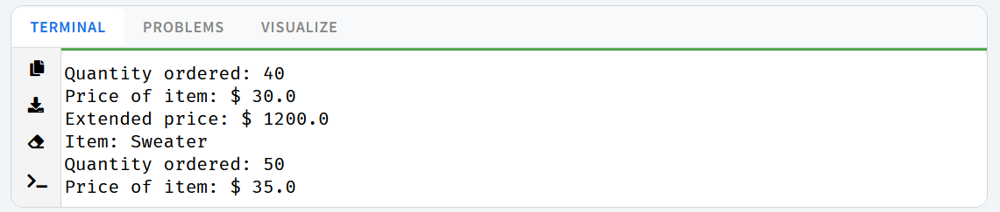 TERMINAL PROBLEMS VISUALIZE
Quantity ordered: 40
Price of item: $ 30.0
Extended price: $ 1200.0
Item: Sweater
Quantity ordered: 50
Price of item: $ 35.0